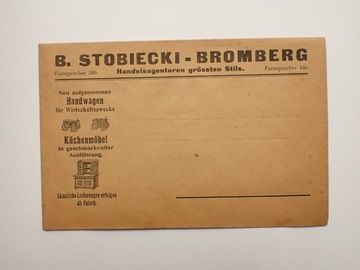 B. STOBIECKI - BROMBERG
Fernsprecher 346 Handelsagenturen grössten Stils. Fernsprecher 346
Neu aufgenommen
Handwagen
für Wirtschaftszwecke
Küchenmöbel
in geschmackvoller
Ausführung.
Sämtliche Lieferungen erfolgen
ab Fabrik.